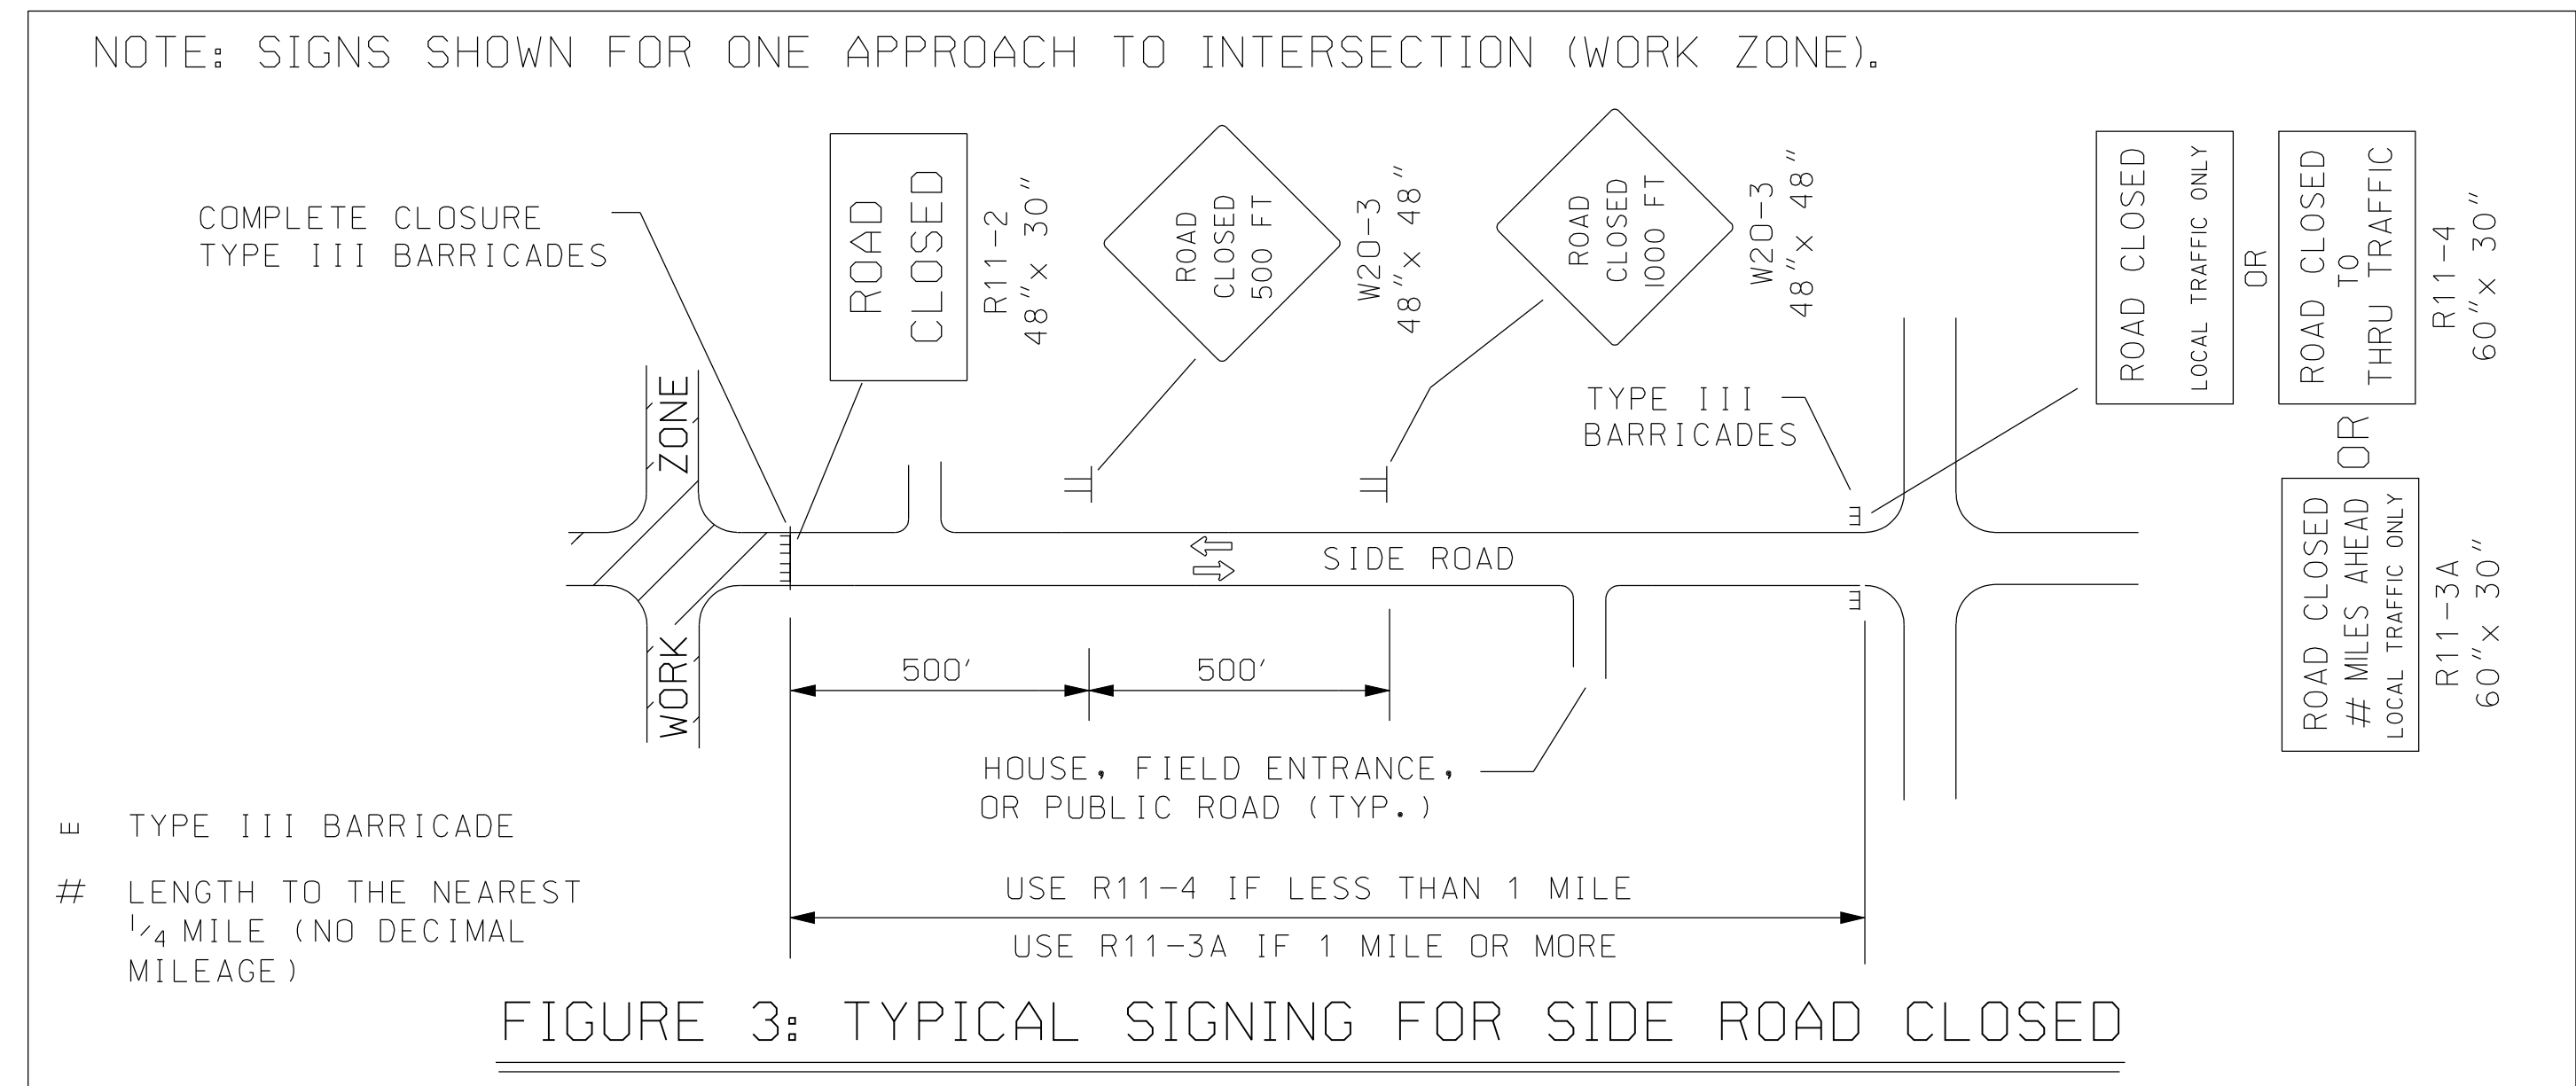 NOTE: SIGNS SHOWN FOR ONE APPROACH TO INTERSECTION (WORK ZONE).
COMPLETE CLOSURE
TYPE III BARRICADES
ROAD
CLOSED
R11-2
48"x 30"
ROAD
CLOSED
500 FT
W20-3
48"x 48"
ROAD
CLOSED
1000 FT
W20-3
48"x 48"
TYPE III
BARRICADES
ROAD CLOSED
LOCAL TRAFFIC ONLY
OR
ROAD CLOSED
TO
THRU TRAFFIC
R11-4
60"x 30"
OR
ROAD CLOSED
# MILES AHEAD
LOCAL TRAFFIC ONLY
R11-3A
60"x 30"
WORK ZONE
SIDE ROAD
500'
500'
HOUSE, FIELD ENTRANCE,
OR PUBLIC ROAD (TYP.)
TYPE III BARRICADE
# LENGTH TO THE NEAREST
1/4 MILE (NO DECIMAL
MILEAGE)
USE R11-4 IF LESS THAN 1 MILE
USE R11-3A IF 1 MILE OR MORE
FIGURE 3: TYPICAL SIGNING FOR SIDE ROAD CLOSED